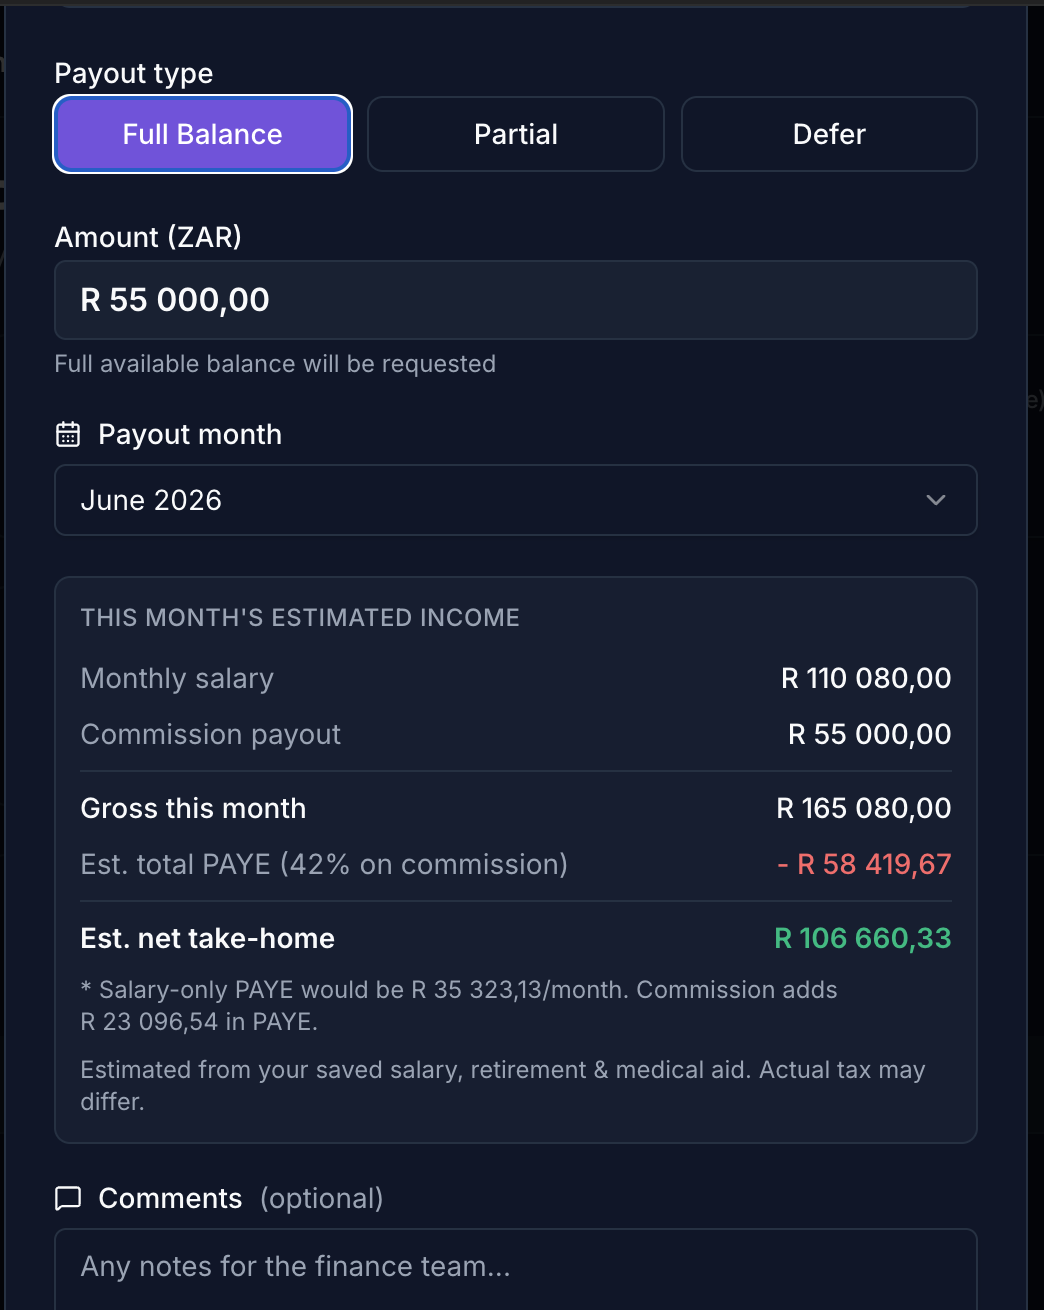 Payout type
Full Balance
Partial
Defer
Amount (ZAR)
R 55 000,00
Full available balance will be requested
Payout month
June 2026
THIS MONTH'S ESTIMATED INCOME
Monthly salary R 110 080,00
Commission payout R 55 000,00
Gross this month R 165 080,00
Est. total PAYE (42% on commission) - R 58 419,67
Est. net take-home R 106 660,33
* Salary-only PAYE would be R 35 323,13/month. Commission adds
R 23 096,54 in PAYE.
Estimated from your saved salary, retirement & medical aid. Actual tax may
differ.
Comments (optional)
Any notes for the finance team...